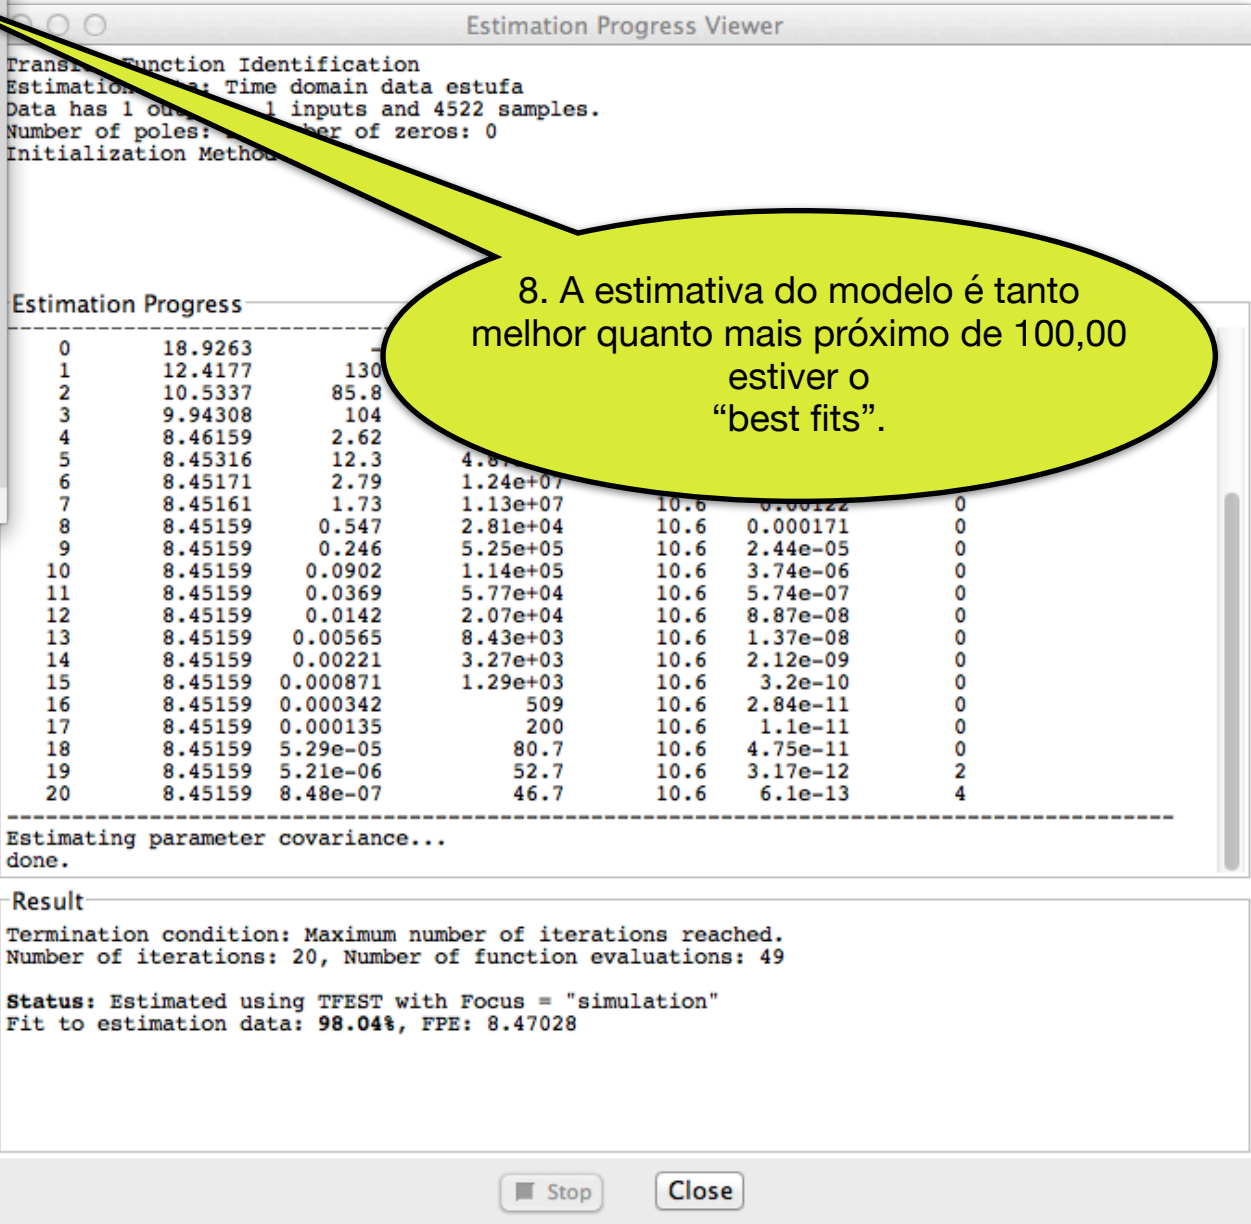 Estimation Progress Viewer
Function Identification
Time domain data estufa
Data has 1 1 inputs and 4522 samples.
Number of poles: of zeros: 0
Initialization
8. A estimativa do modelo é tanto
melhor quanto mais próximo de 100,00
estiver o
“best fits”.
Estimation Progress
0 18.9263 -
1 12.4177 130
2 10.5337 85.8
3 9.94308 104
4 8.46159 2.62
5 8.45316 12.3
6 8.45171 2.79 1.24e+07
7 8.45161 1.73 1.13e+07 10.6 0.00122 0
8 8.45159 0.547 2.81e+04 10.6 0.000171 0
9 8.45159 0.246 5.25e+05 10.6 2.44e-05 0
10 8.45159 0.0902 1.14e+05 10.6 3.74e-06 0
11 8.45159 0.0369 5.77e+04 10.6 5.74e-07 0
12 8.45159 0.0142 2.07e+04 10.6 8.87e-08 0
13 8.45159 0.00565 8.43e+03 10.6 1.37e-08 0
14 8.45159 0.00221 3.27e+03 10.6 2.12e-09 0
15 8.45159 0.000871 1.29e+03 10.6 3.2e-10 0
16 8.45159 0.000342 509 10.6 2.84e-11 0
17 8.45159 0.000135 200 10.6 1.1e-11 0
18 8.45159 5.29e-05 80.7 10.6 4.75e-11 0
19 8.45159 5.21e-06 52.7 10.6 3.17e-12 2
20 8.45159 8.48e-07 46.7 10.6 6.1e-13 4
Estimating parameter covariance...
done.
Result
Termination condition: Maximum number of iterations reached.
Number of iterations: 20, Number of function evaluations: 49
Status: Estimated using TFEST with Focus = "simulation"
Fit to estimation data: 98.04%, FPE: 8.47028
Stop
Close